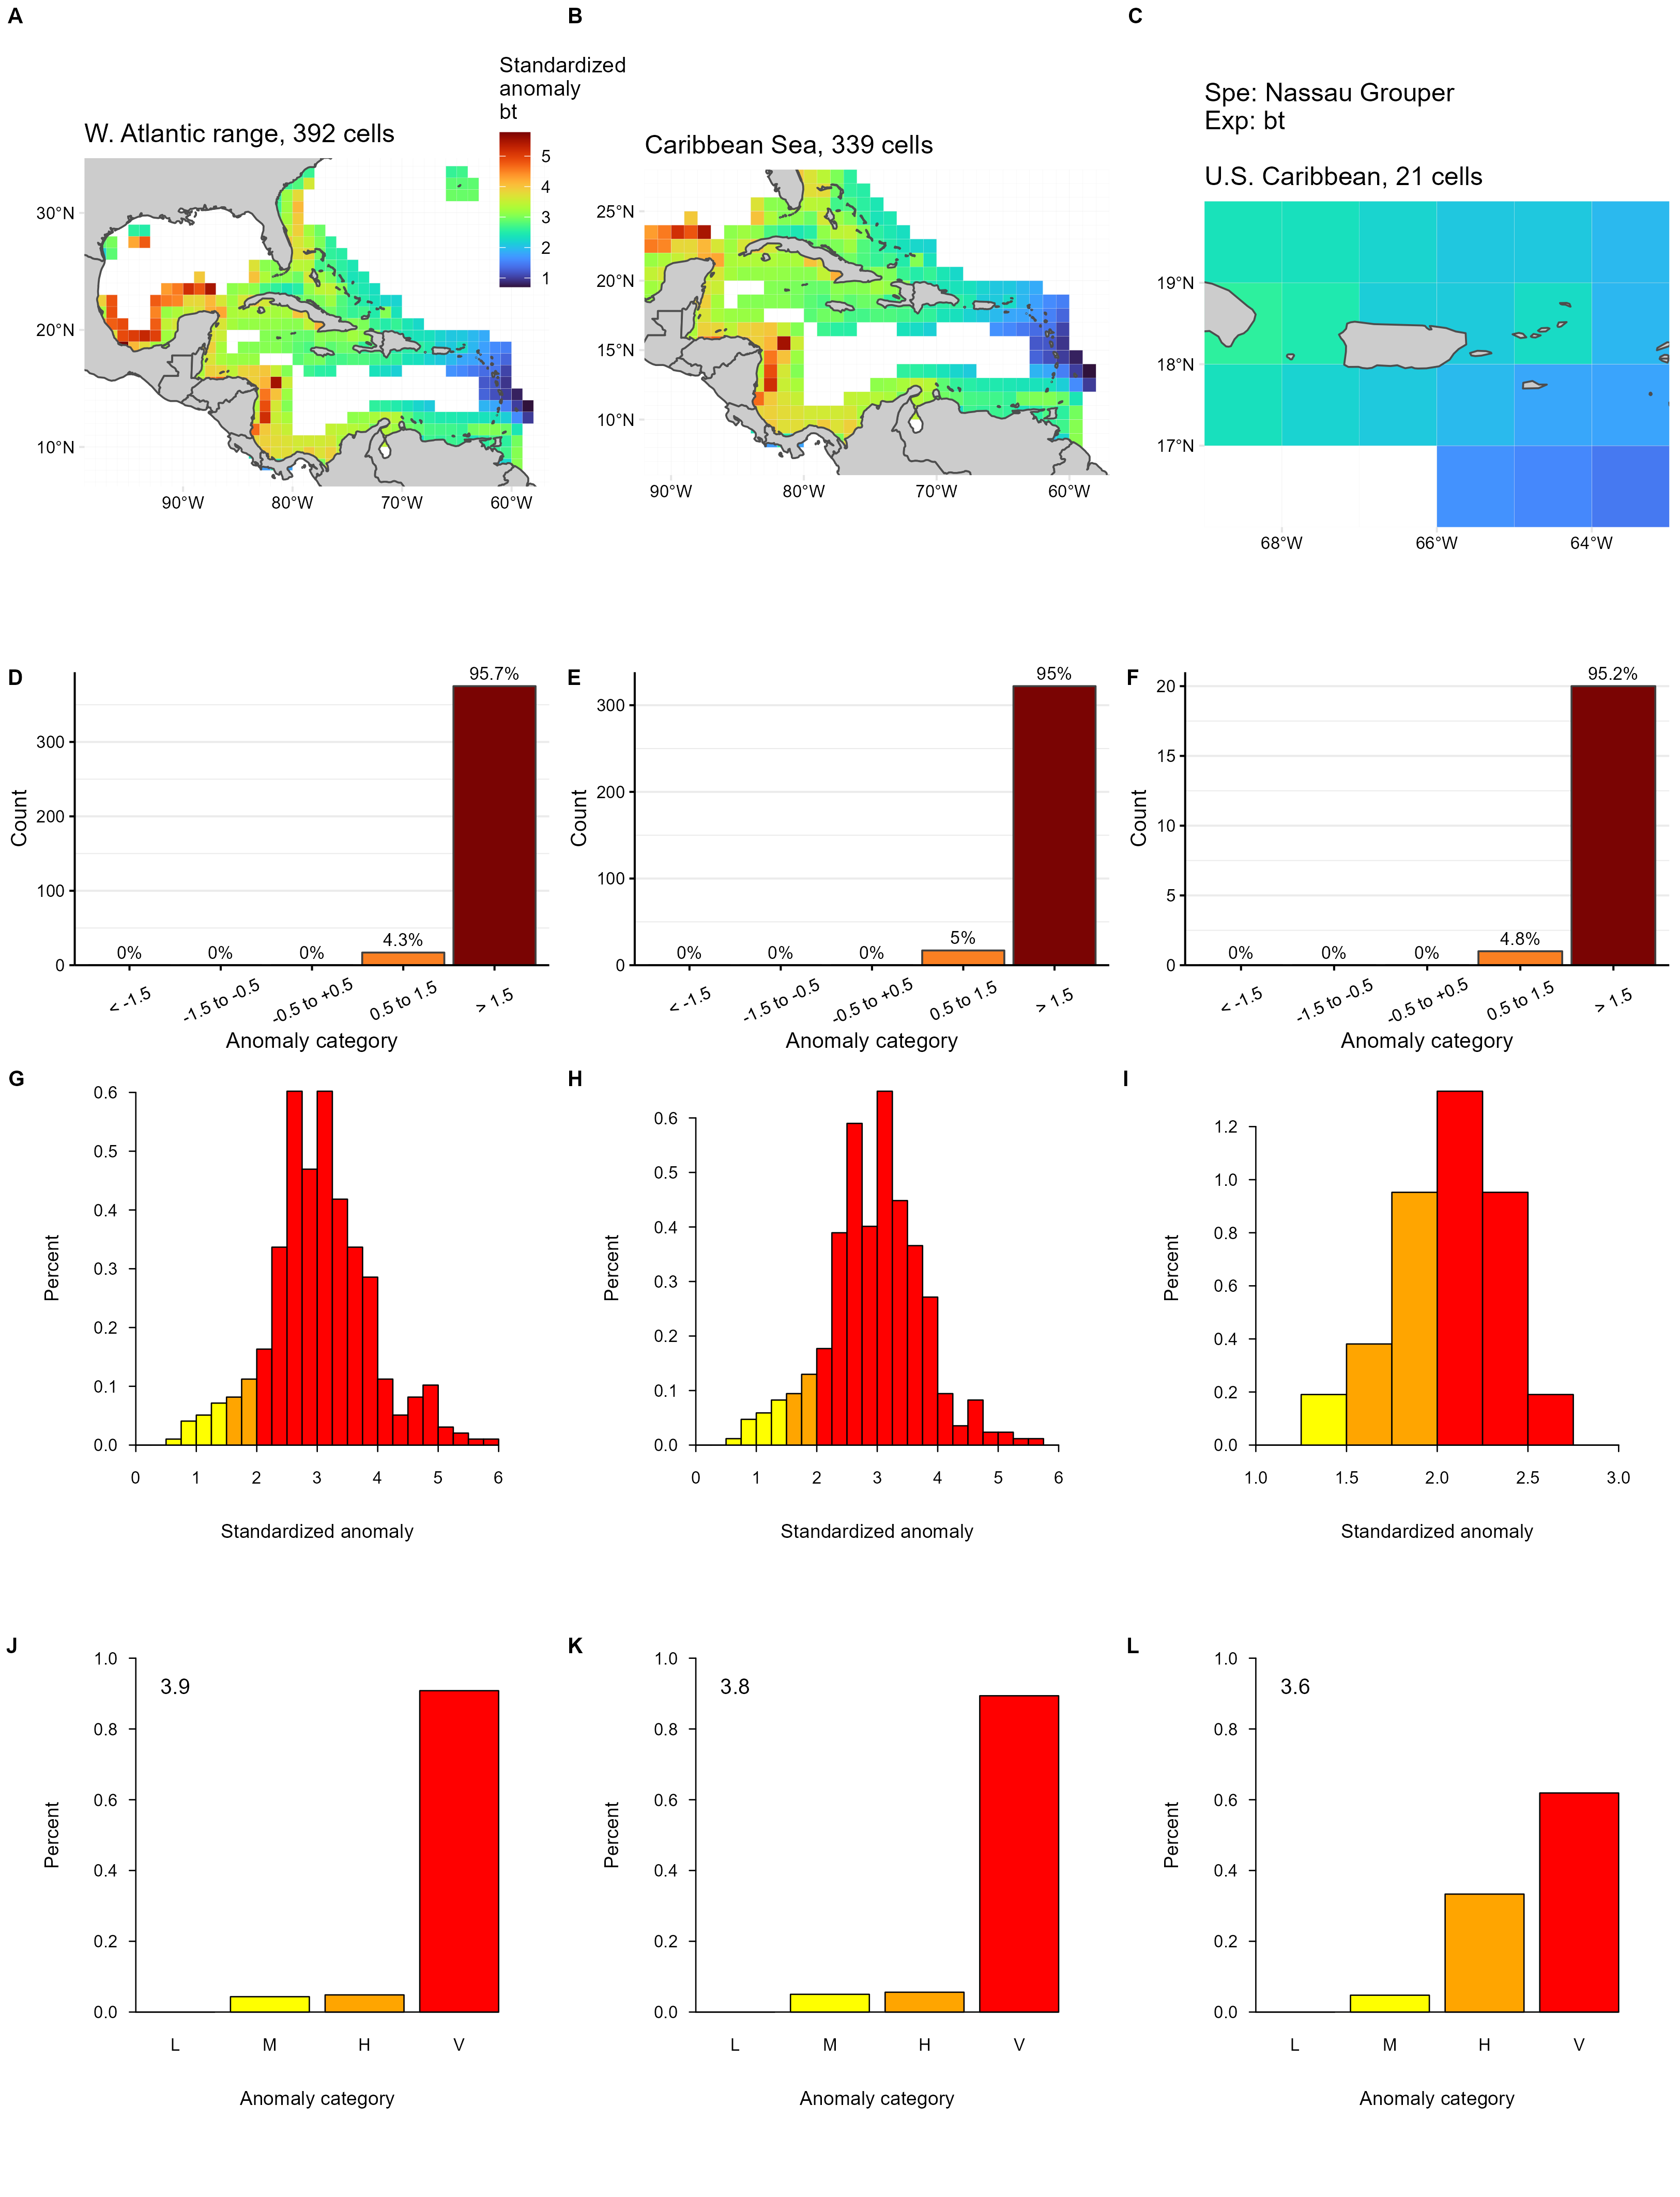 A
B
C
Standardized
anomaly
bt
5
4
3
2
1
W. Atlantic range, 392 cells
30°N
20°N
10°N
90°W
80°W
70°W
60°W
Caribbean Sea, 339 cells
25°N
20°N
15°N
10°N
90°W
80°W
70°W
60°W
Spe: Nassau Grouper
Exp: bt
U.S. Caribbean, 21 cells
19°N
18°N
17°N
68°W
66°W
64°W
D
Count
300
200
100
0
0%
0%
0%
4.3%
95.7%
< -1.5
-1.5 to -0.5
-0.5 to +0.5
0.5 to 1.5
> 1.5
Anomaly category
E
Count
300
200
100
0
0%
0%
0%
5%
95%
< -1.5
-1.5 to -0.5
-0.5 to +0.5
0.5 to 1.5
> 1.5
Anomaly category
F
Count
20
15
10
5
0
0%
0%
0%
4.8%
95.2%
< -1.5
-1.5 to -0.5
-0.5 to +0.5
0.5 to 1.5
> 1.5
Anomaly category
G
Percent
0.6
0.5
0.4
0.3
0.2
0.1
0.0
0
1
2
3
4
5
6
Standardized anomaly
H
Percent
0.6
0.5
0.4
0.3
0.2
0.1
0.0
0
1
2
3
4
5
6
Standardized anomaly
I
Percent
1.2
1.0
0.8
0.6
0.4
0.2
0.0
1.0
1.5
2.0
2.5
3.0
Standardized anomaly
J
Percent
1.0
0.8
0.6
0.4
0.2
0.0
3.9
L
M
H
V
Anomaly category
K
Percent
1.0
0.8
0.6
0.4
0.2
0.0
3.8
L
M
H
V
Anomaly category
L
Percent
1.0
0.8
0.6
0.4
0.2
0.0
3.6
L
M
H
V
Anomaly category